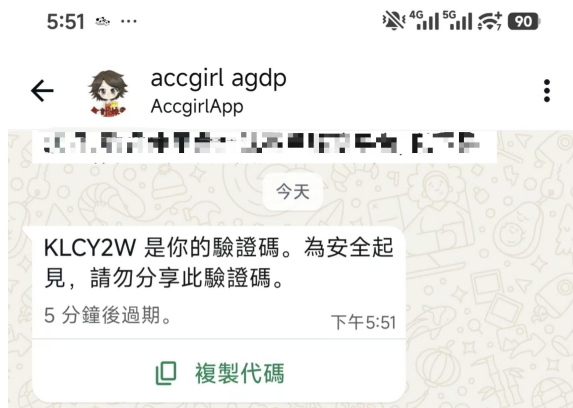 5:51 ...
4G 5G 90
accgirl agdp
AccgirlApp
今天
KLCY2W 是你的驗證碼。為安全起
見，請勿分享此驗證碼。
5 分鐘後過期。
下午5:51
複製代碼